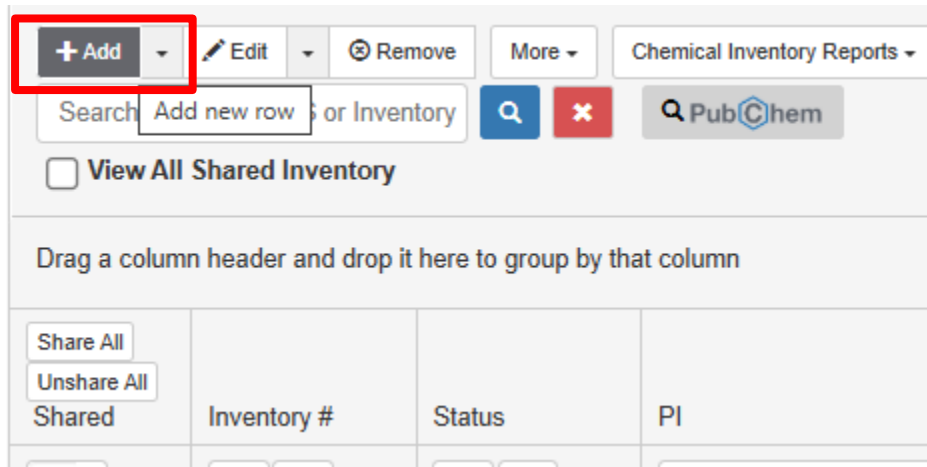 + Add Edit Remove More Chemical Inventory Reports
Search Add new row S or Inventory PubChem
View All Shared Inventory
Drag a column header and drop it here to group by that column
Share All
Unshare All
Shared Inventory # Status PI